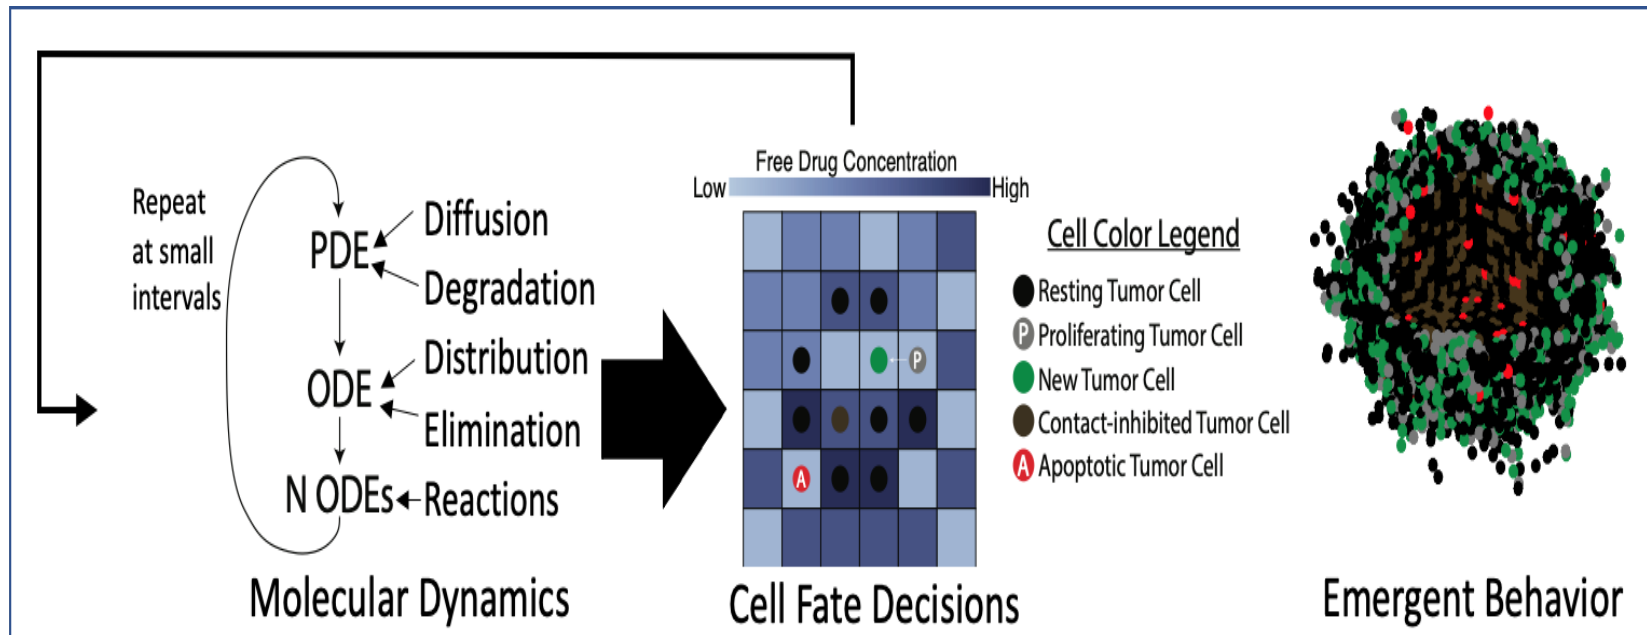 Repeat
at small
intervals
PDE
Diffusion
Degradation
ODE
Distribution
Elimination
N ODEs
Reactions
Molecular Dynamics
Free Drug Concentration
Low
High
P
A
Cell Fate Decisions
Cell Color Legend
Resting Tumor Cell
P Proliferating Tumor Cell
New Tumor Cell
Contact-inhibited Tumor Cell
A Apoptotic Tumor Cell
Emergent Behavior